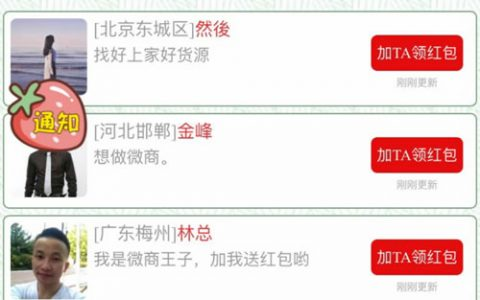 [北京东城区]然後
找好上家好货源
加TA领红包
刚刚更新
通知
[河北邯郸]金峰
想做微商。
加TA领红包
刚刚更新
[广东梅州]林总
我是微商王子，加我送红包哟
加TA领红包
刚刚更新